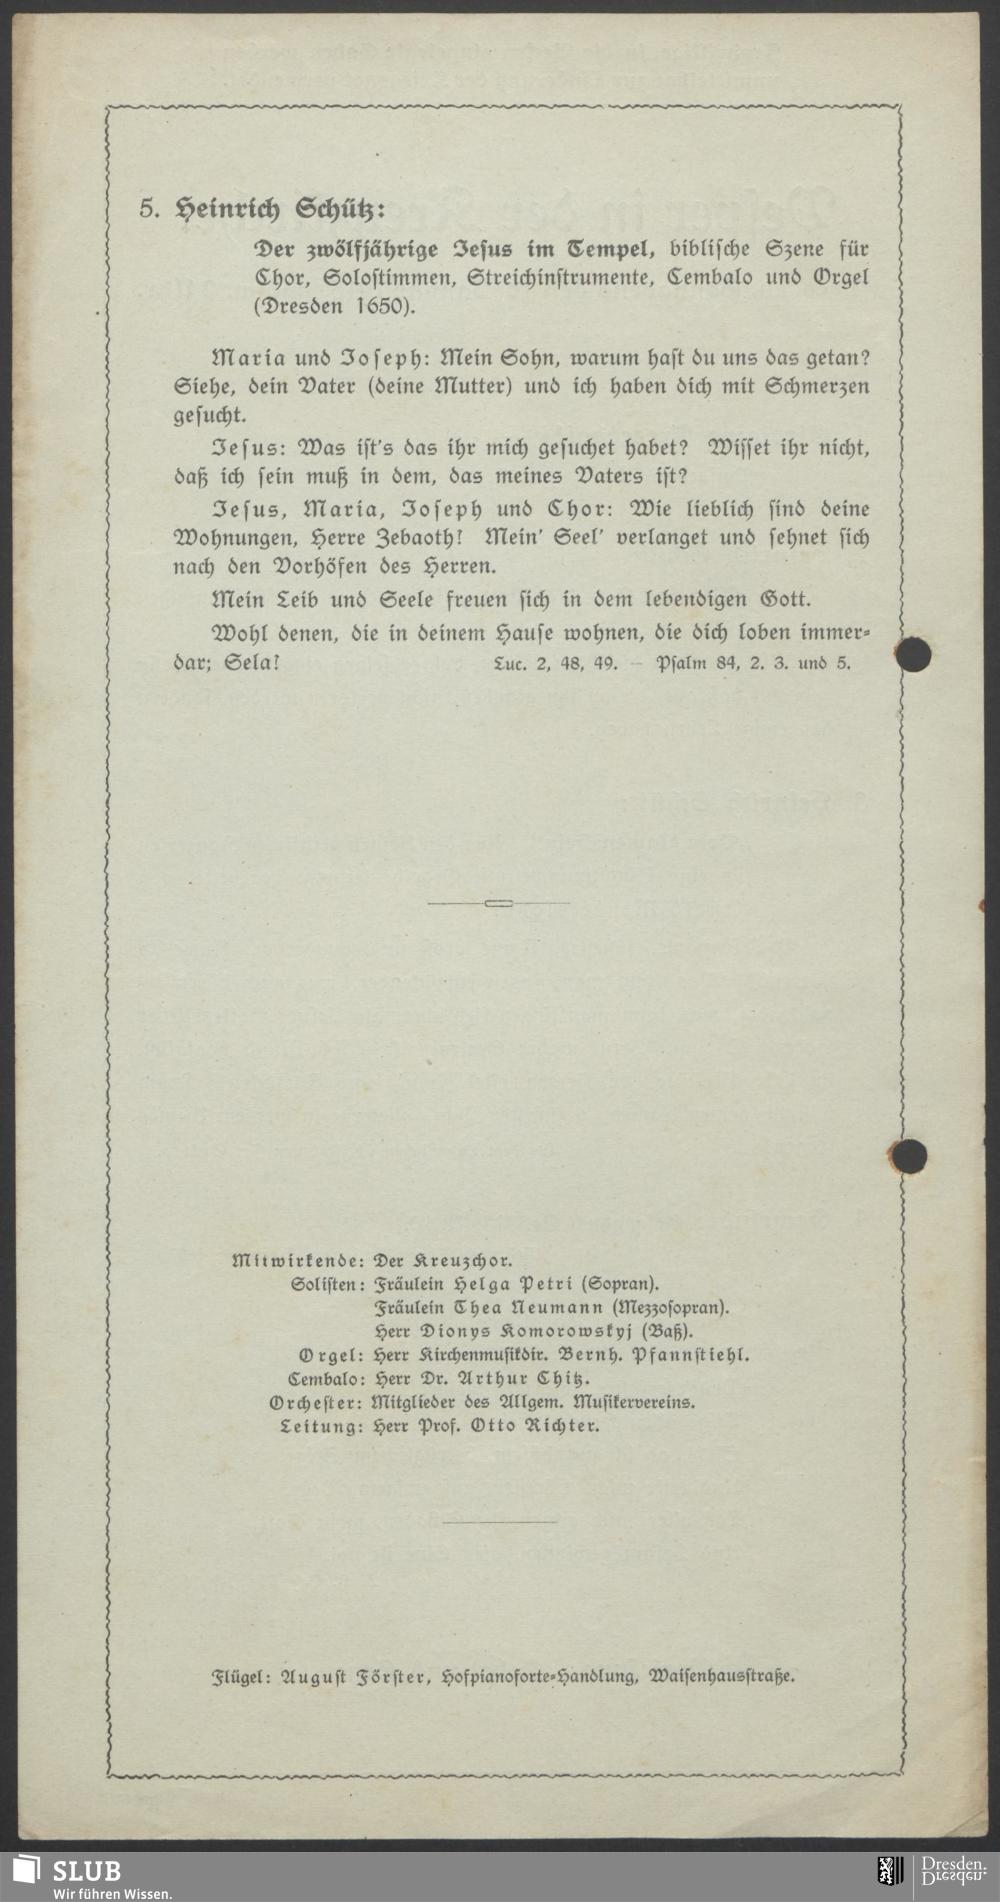 5. Heinrich Schütz:
Der zwölfjährige Jesus im Tempel, biblische Szene für
Chor, Solostimmen, Streichinstrumente, Cembalo und Orgel
(Dresden 1650).
Maria und Joseph: Mein Sohn, warum hast du uns das getan?
Siehe, dein Vater (deine Mutter) und ich haben dich mit Schmerzen
gesucht.
Jesus: Was ist's das ihr mich gesuchet habet? Wisset ihr nicht,
daß ich sein muß in dem, das meines Vaters ist?
Jesus, Maria, Joseph und Chor: Wie lieblich sind deine
Wohnungen, Herre Zebaoth! Mein' Seel' verlanget und sehnet sich
nach den Vorhöfen des Herren.
Mein Leib und Seele freuen sich in dem lebendigen Gott.
Wohl denen, die in deinem Hause wohnen, die dich loben immer-
dar; Sela! Luc. 2, 48, 49. — Psalm 84, 2. 3. und 5.
Mitwirkende: Der Kreuzchor.
Solisten: Fräulein Helga Petri (Sopran).
Fräulein Thea Neumann (Mezzosopran).
Herr Dionys Komorowskyj (Baß).
Orgel: Herr Kirchenmusikdir. Bernh. Pfannstiehl.
Cembalo: Herr Dr. Arthur Chitz.
Orchester: Mitglieder des Allgem. Musikervereins.
Leitung: Herr Prof. Otto Richter.
Flügel: August Förster, Hofpianoforte-Handlung, Waisenhausstraße.
SLUB
Wir führen Wissen.
Dresden.
Dresden.